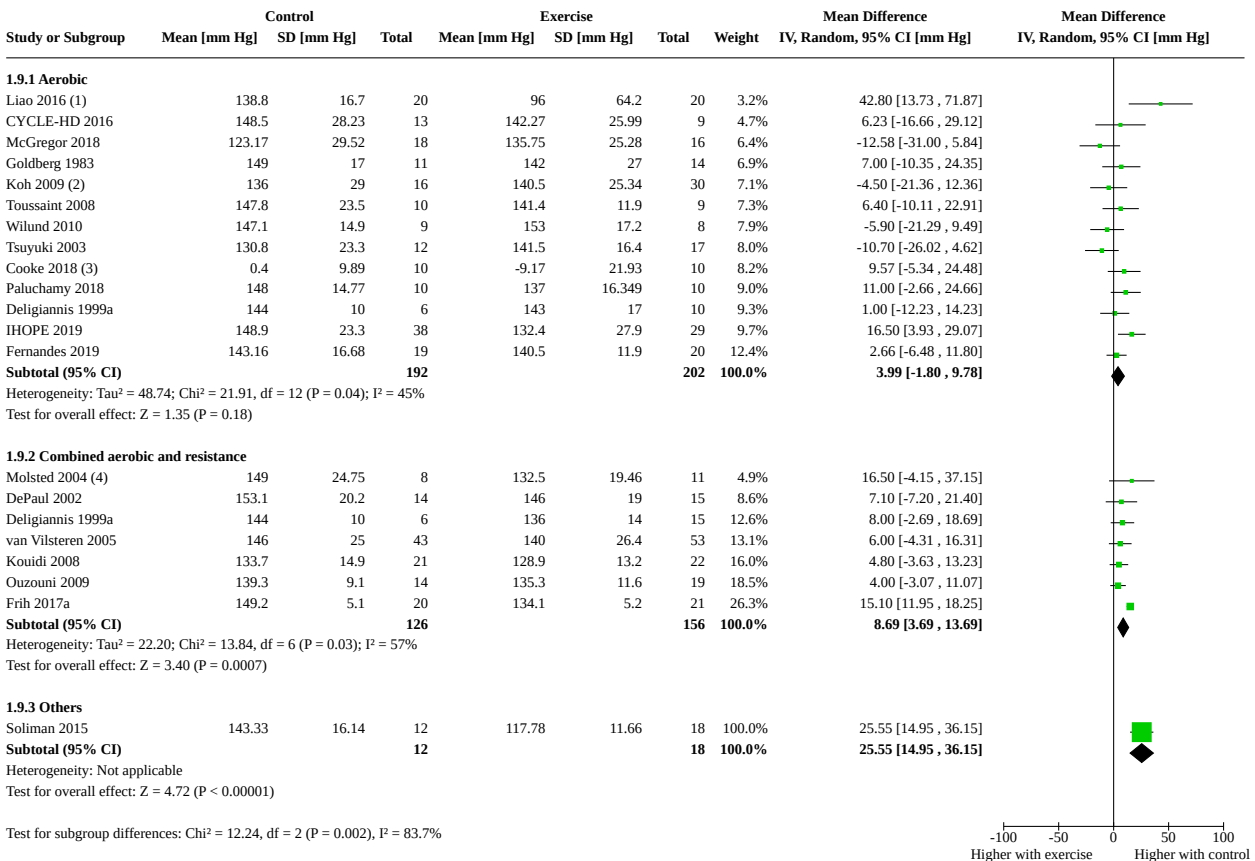 Control Exercise Mean Difference Mean Difference
Study or Subgroup Mean [mm Hg] SD [mm Hg] Total Mean [mm Hg] SD [mm Hg] Total Weight IV, Random, 95% CI [mm Hg] IV, Random, 95% CI [mm Hg]
1.9.1 Aerobic
Liao 2016 (1) 138.8 16.7 20 96 64.2 20 3.2% 42.80 [13.73 , 71.87]
CYCLE-HD 2016 148.5 28.23 13 142.27 25.99 9 4.7% 6.23 [-16.66 , 29.12]
McGregor 2018 123.17 29.52 18 135.75 25.28 16 6.4% -12.58 [-31.00 , 5.84]
Goldberg 1983 149 17 11 142 27 14 6.9% 7.00 [-10.35 , 24.35]
Koh 2009 (2) 136 29 16 140.5 25.34 30 7.1% -4.50 [-21.36 , 12.36]
Toussaint 2008 147.8 23.5 10 141.4 11.9 9 7.3% 6.40 [-10.11 , 22.91]
Wilund 2010 147.1 14.9 9 153 17.2 8 7.9% -5.90 [-21.29 , 9.49]
Tsuyuki 2003 130.8 23.3 12 141.5 16.4 17 8.0% -10.70 [-26.02 , 4.62]
Cooke 2018 (3) 0.4 9.89 10 -9.17 21.93 10 8.2% 9.57 [-5.34 , 24.48]
Paluchamy 2018 148 14.77 10 137 16.349 10 9.0% 11.00 [-2.66 , 24.66]
Deligiannis 1999a 144 10 6 143 17 10 9.3% 1.00 [-12.23 , 14.23]
IHOPE 2019 148.9 23.3 38 132.4 27.9 29 9.7% 16.50 [3.93 , 29.07]
Fernandes 2019 143.16 16.68 19 140.5 11.9 20 12.4% 2.66 [-6.48 , 11.80]
Subtotal (95% CI) 192 202 100.0% 3.99 [-1.80 , 9.78]
Heterogeneity: Tau² = 48.74; Chi² = 21.91, df = 12 (P = 0.04); I² = 45%
Test for overall effect: Z = 1.35 (P = 0.18)
1.9.2 Combined aerobic and resistance
Molsted 2004 (4) 149 24.75 8 132.5 19.46 11 4.9% 16.50 [-4.15 , 37.15]
DePaul 2002 153.1 20.2 14 146 19 15 8.6% 7.10 [-7.20 , 21.40]
Deligiannis 1999a 144 10 6 136 14 15 12.6% 8.00 [-2.69 , 18.69]
van Vilsteren 2005 146 25 43 140 26.4 53 13.1% 6.00 [-4.31 , 16.31]
Kouidi 2008 133.7 14.9 21 128.9 13.2 22 16.0% 4.80 [-3.63 , 13.23]
Ouzouni 2009 139.3 9.1 14 135.3 11.6 19 18.5% 4.00 [-3.07 , 11.07]
Frih 2017a 149.2 5.1 20 134.1 5.2 21 26.3% 15.10 [11.95 , 18.25]
Subtotal (95% CI) 126 156 100.0% 8.69 [3.69 , 13.69]
Heterogeneity: Tau² = 22.20; Chi² = 13.84, df = 6 (P = 0.03); I² = 57%
Test for overall effect: Z = 3.40 (P = 0.0007)
1.9.3 Others
Soliman 2015 143.33 16.14 12 117.78 11.66 18 100.0% 25.55 [14.95 , 36.15]
Subtotal (95% CI) 12 18 100.0% 25.55 [14.95 , 36.15]
Heterogeneity: Not applicable
Test for overall effect: Z = 4.72 (P < 0.00001)
Test for subgroup differences: Chi² = 12.24, df = 2 (P = 0.002), I² = 83.7%
-100 -50 0 50 100
Higher with exercise Higher with control